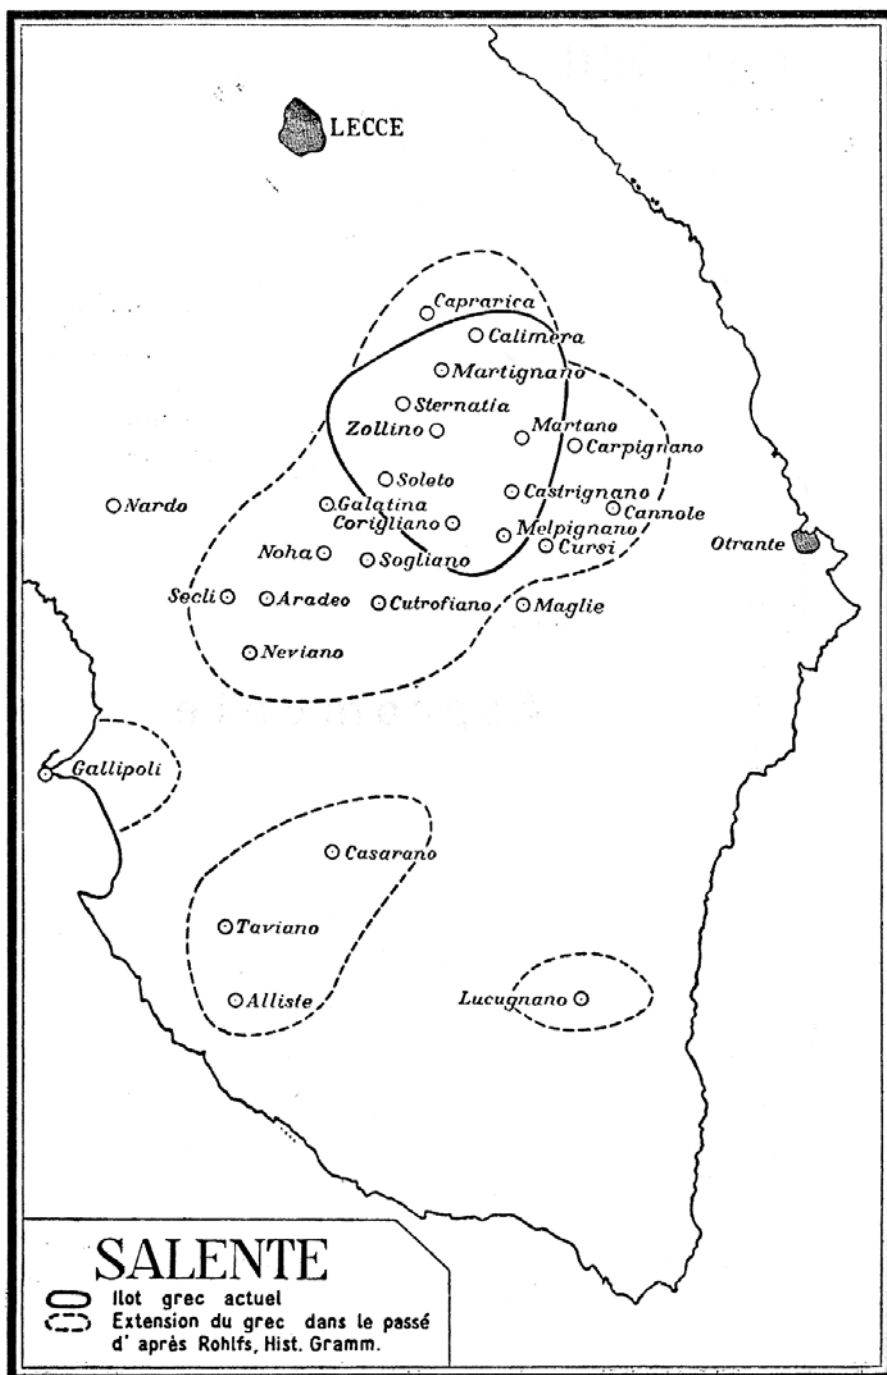 LECCE
Caprarica
Calimera
Martignano
Sternatia
Zollino
Martano
Carpignano
Soleto
Castrignano
Nardo
Galatina
Cannole
Corigliano
Melpignano
Otrante
Cursi
Noha
Sogliano
Secli
Aradeo
Cutrofiano
Maglie
Neviano
Gallipoli
Casarano
Taviano
Alliste
Lucugnano
SALENTE
Ilot grec actuel
Extension du grec dans le passé
d' après Rohlfs, Hist. Gramm.